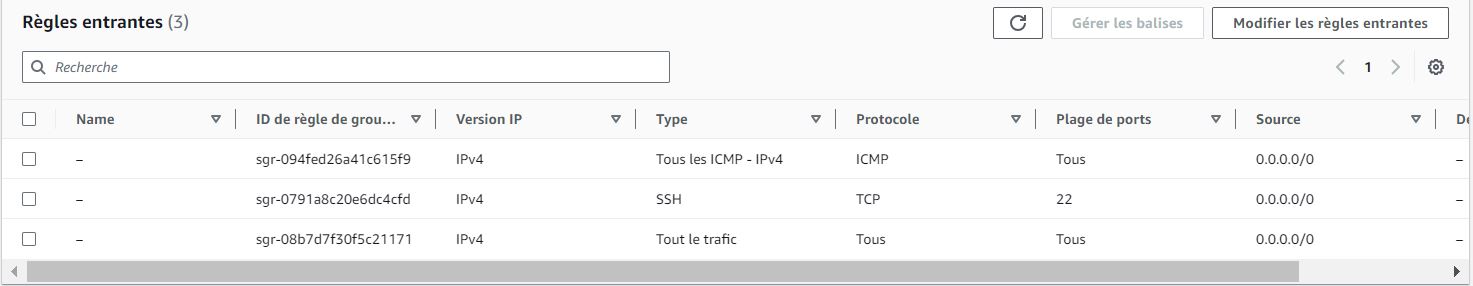 Règles entrantes (3) Gérer les balises Modifier les règles entrantes
Recherche 1
Name ID de règle de grou... Version IP Type Protocole Plage de ports Source De
– sgr-094fed26a41c615f9 IPv4 Tous les ICMP - IPv4 ICMP Tous 0.0.0.0/0 –
– sgr-0791a8c20e6dc4cfd IPv4 SSH TCP 22 0.0.0.0/0 –
– sgr-08b7d7f30f5c21171 IPv4 Tout le trafic Tous Tous 0.0.0.0/0 –